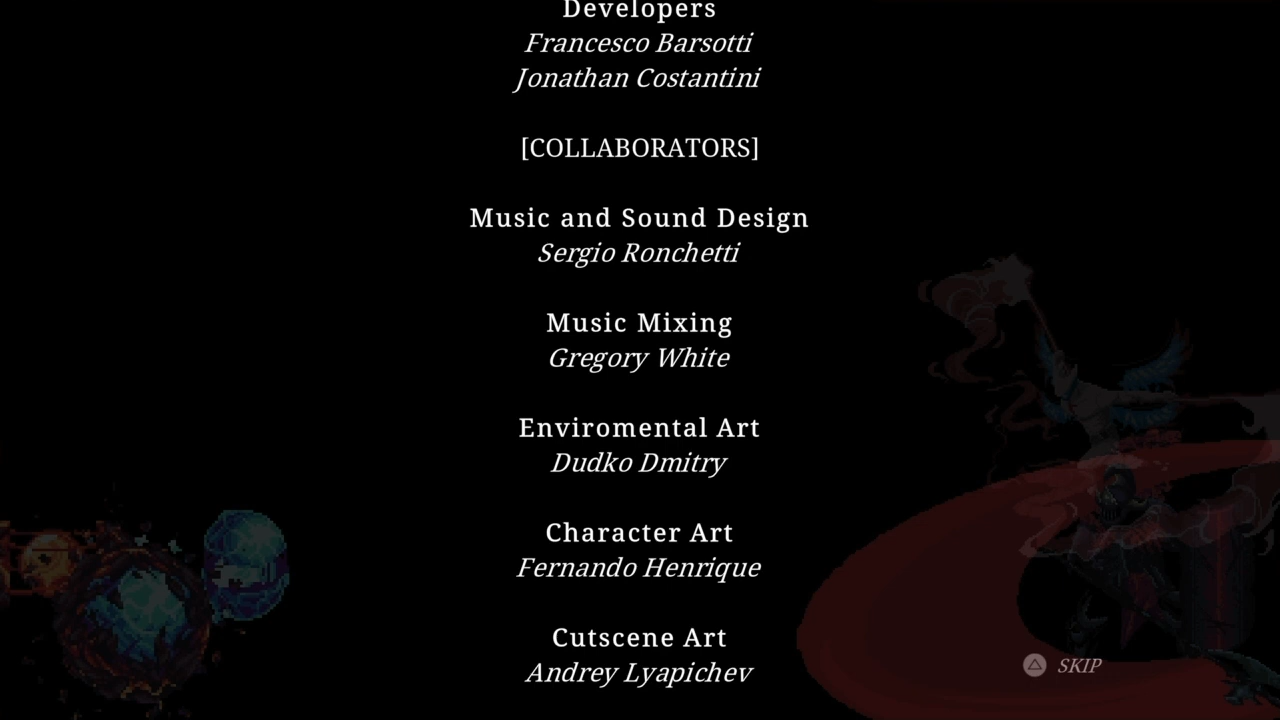 Developers
Francesco Barsotti
Jonathan Costantini
[COLLABORATORS]
Music and Sound Design
Sergio Ronchetti
Music Mixing
Gregory White
Enviromental Art
Dudko Dmitry
Character Art
Fernando Henrique
Cutscene Art
Andrey Lyapichev
SKIP